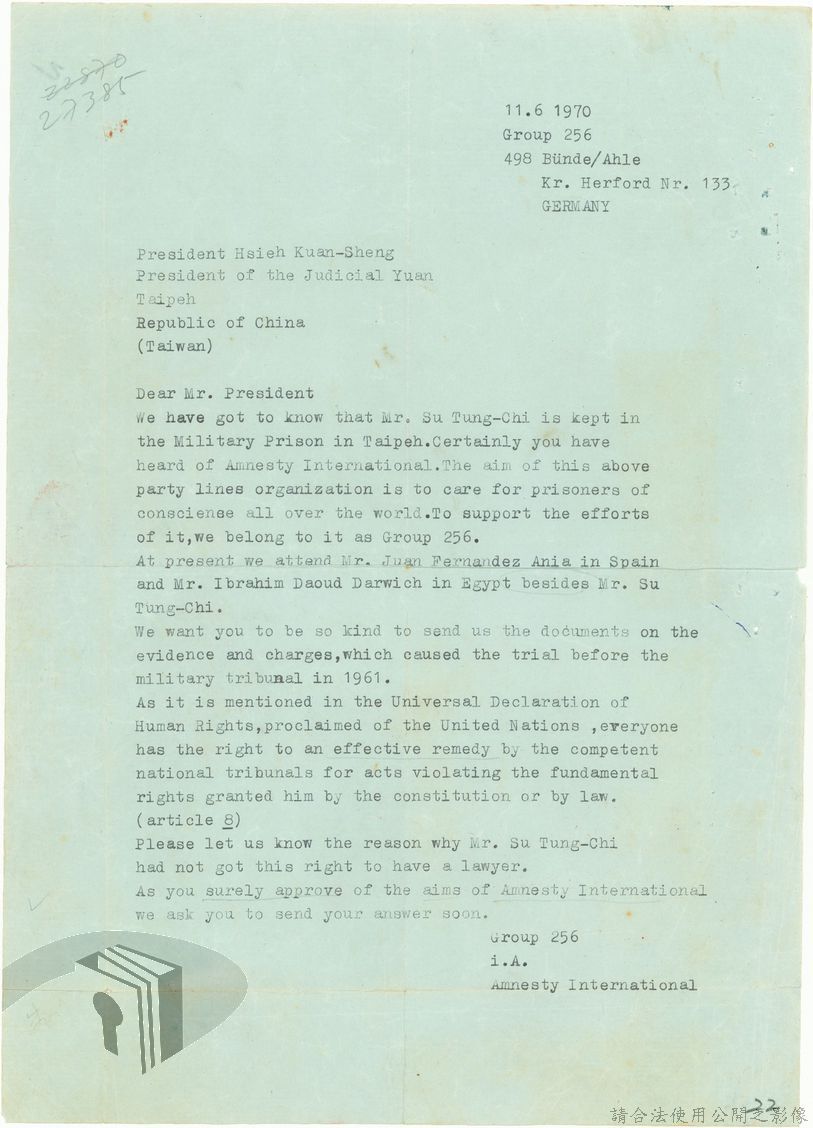 22870
27385
11.6 1970
Group 256
498 Bünde/Ahle
Kr. Herford Nr. 133
GERMANY
President Hsieh Kuan-Sheng
President of the Judicial Yuan
Taipeh
Republic of China
(Taiwan)
Dear Mr. President
We have got to know that Mr. Su Tung-Chi is kept in
the Military Prison in Taipeh.Certainly you have
heard of Amnesty International.The aim of this above
party lines organization is to care for prisoners of
consciense all over the world.To support the efforts
of it,we belong to it as Group 256.
At present we attend Mr. Juan Fernandez Ania in Spain
and Mr. Ibrahim Daoud Darwich in Egypt besides Mr. Su
Tung-Chi.
We want you to be so kind to send us the documents on the
evidence and charges,which caused the trial before the
military tribunal in 1961.
As it is mentioned in the Universal Declaration of
Human Rights,proclaimed of the United Nations ,everyone
has the right to an effective remedy by the competent
national tribunals for acts violating the fundamental
rights granted him by the constitution or by law.
(article 8)
Please let us know the reason why Mr. Su Tung-Chi
had not got this right to have a lawyer.
As you surely approve of the aims of Amnesty International
we ask you to send your answer soon.
Group 256
i.A.
Amnesty International
22
請合法使用公開之影像